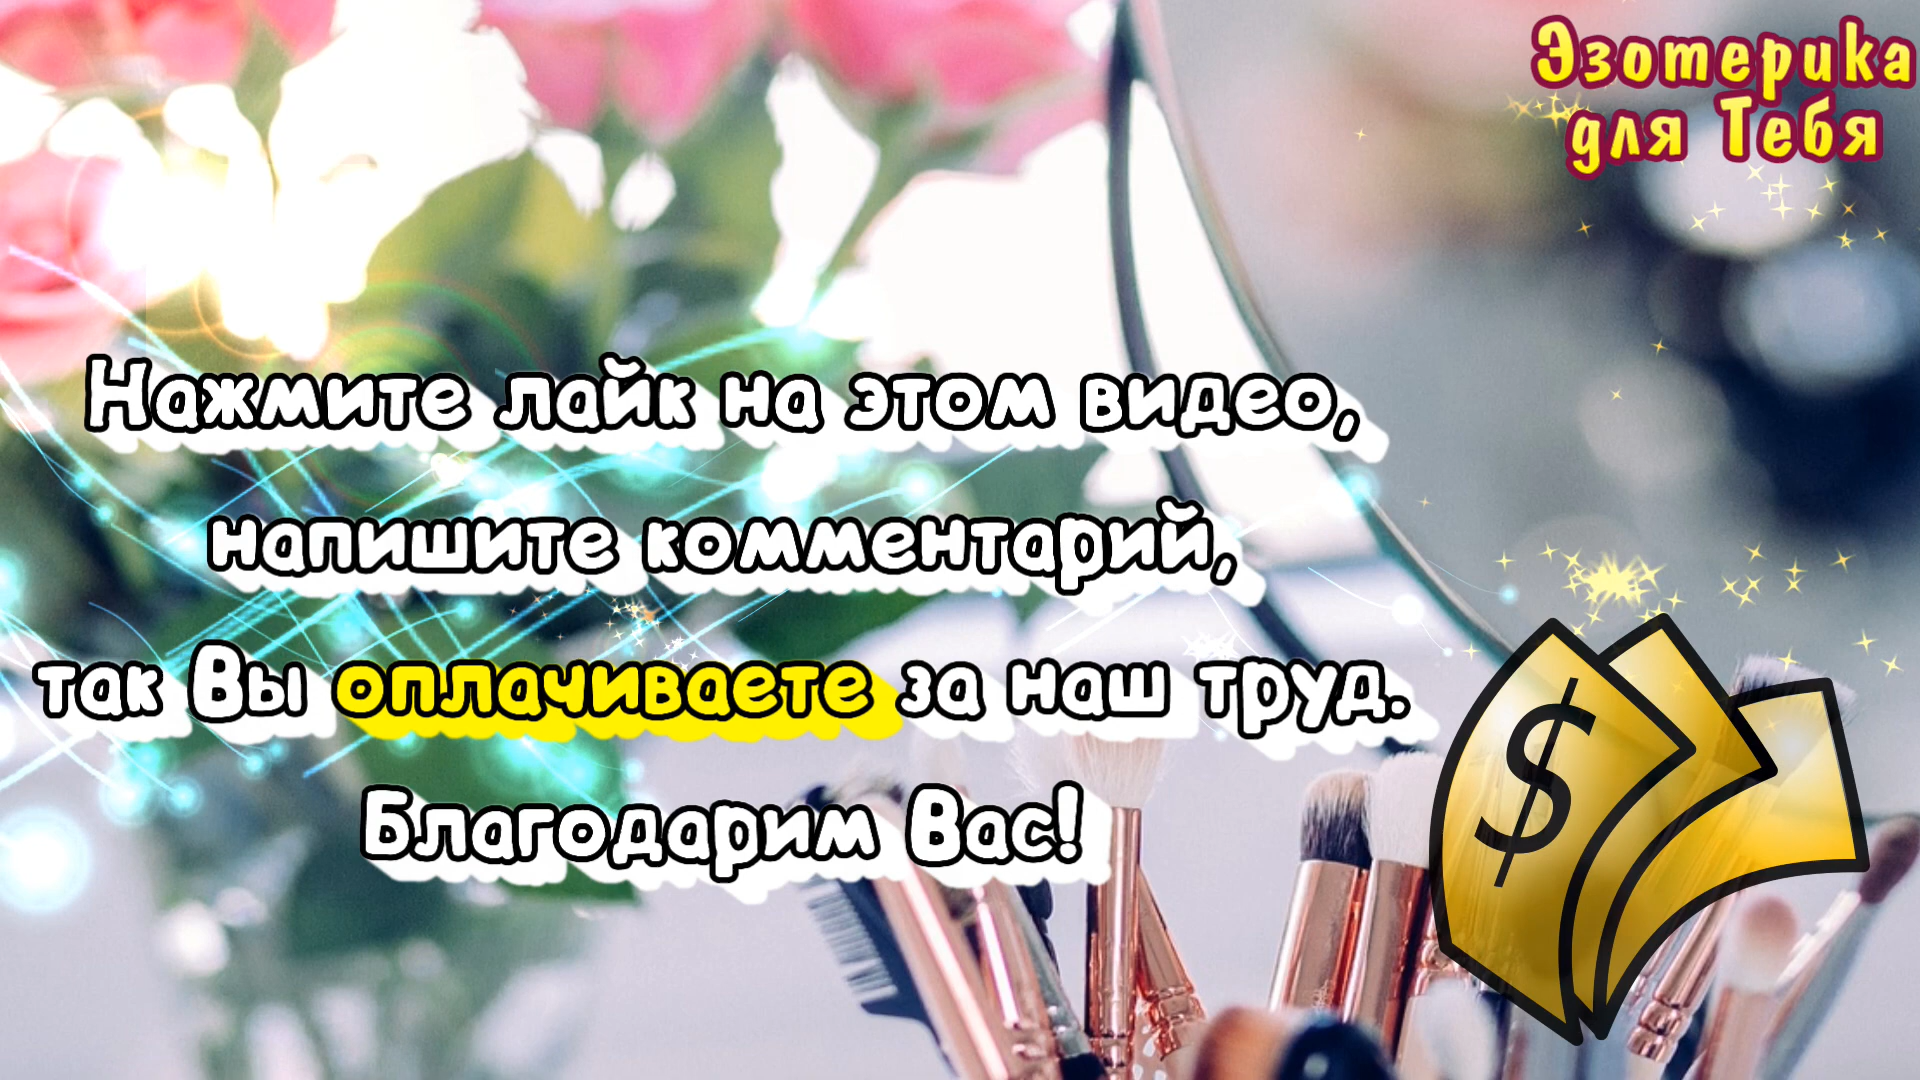 Эзотерика
для Тебя
Нажмите лайк на этом видео,
напишите комментарий,
так Вы оплачиваете за наш труд.
Благодарим Вас!
$